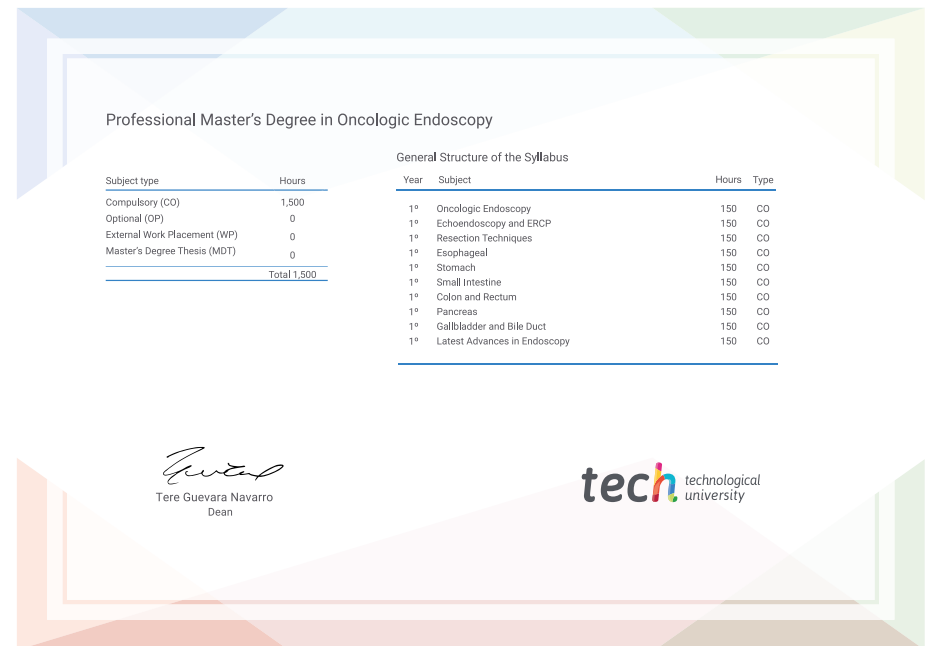 Professional Master's Degree in Oncologic Endoscopy
Subject type Hours
Compulsory (CO) 1,500
Optional (OP) 0
External Work Placement (WP) 0
Master's Degree Thesis (MDT) 0
Total 1,500
General Structure of the Syllabus
Year Subject Hours Type
1º Oncologic Endoscopy 150 CO
1º Echoendoscopy and ERCP 150 CO
1º Resection Techniques 150 CO
1º Esophageal 150 CO
1º Stomach 150 CO
1º Small Intestine 150 CO
1º Colon and Rectum 150 CO
1º Pancreas 150 CO
1º Gallbladder and Bile Duct 150 CO
1º Latest Advances in Endoscopy 150 CO
Tere Guevara Navarro
Dean
tech technological
university